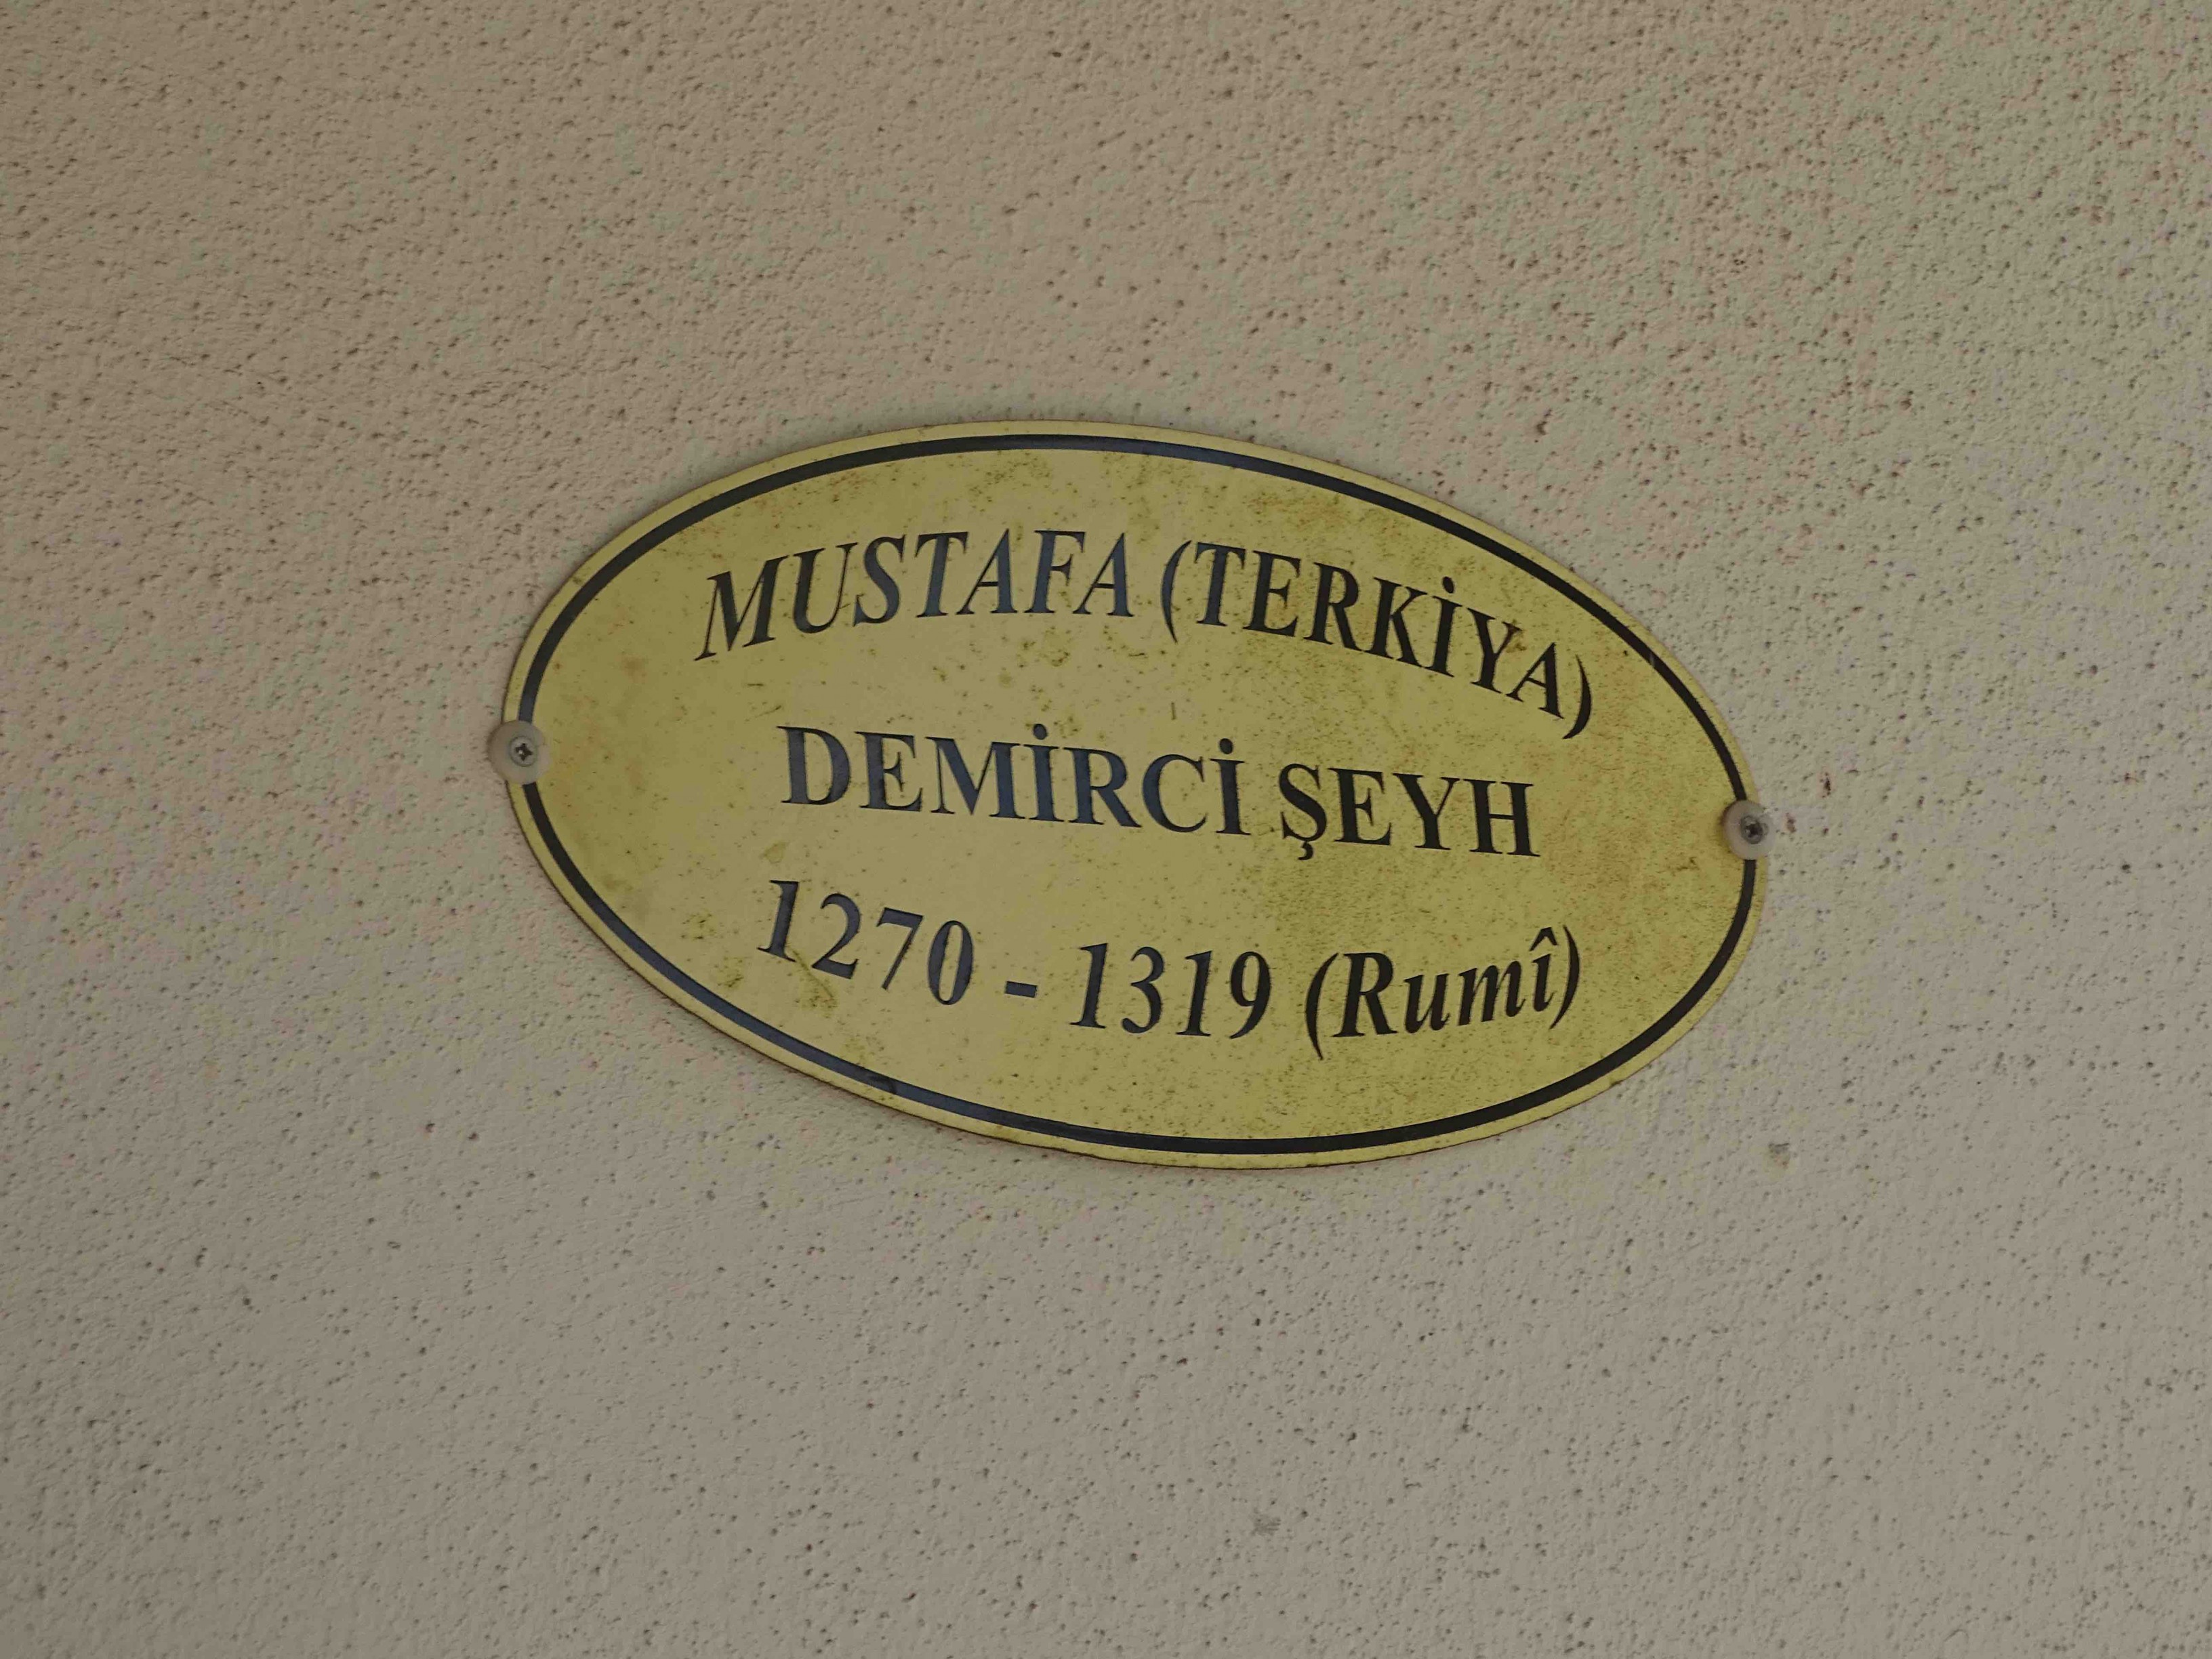 MUSTAFA (TERKİYA)
DEMİRCİ ŞEYH
1270 - 1319 (Rumî)